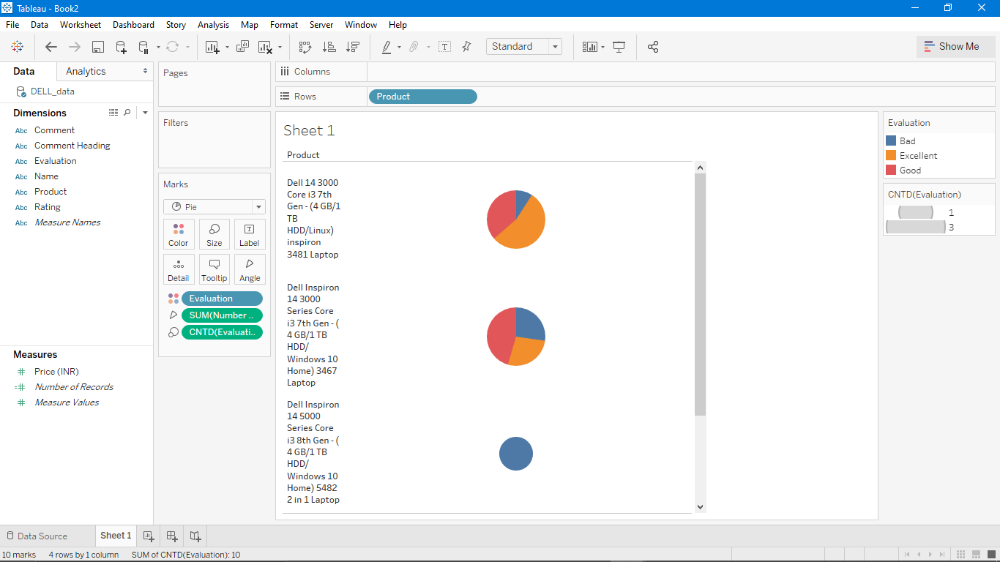 Tableau - Book2
File Data Worksheet Dashboard Story Analysis Map Format Server Window Help
Standard
Show Me
Data Analytics
DELL_data
Dimensions
Abc Comment
Abc Comment Heading
Abc Evaluation
Abc Name
Abc Product
Abc Rating
Abc Measure Names
Measures
Price (INR)
Number of Records
Measure Values
Pages
Filters
Marks
Pie
Color Size Label
Detail Tooltip Angle
Evaluation
SUM(Number ..
CNTD(Evaluati..
Columns
Rows Product
Sheet 1
Product
Dell 14 3000
Core i3 7th
Gen - (4 GB/1
TB
HDD/Linux)
inspiron
3481 Laptop
Dell Inspiron
14 3000
Series Core
i3 7th Gen - (
4 GB/1 TB
HDD/
Windows 10
Home) 3467
Laptop
Dell Inspiron
14 5000
Series Core
i3 8th Gen - (
4 GB/1 TB
HDD/
Windows 10
Home) 5482
2 in 1 Laptop
Evaluation
Bad
Excellent
Good
CNTD(Evaluation)
1
3
Data Source Sheet 1
10 marks 4 rows by 1 column SUM of CNTD(Evaluation): 10